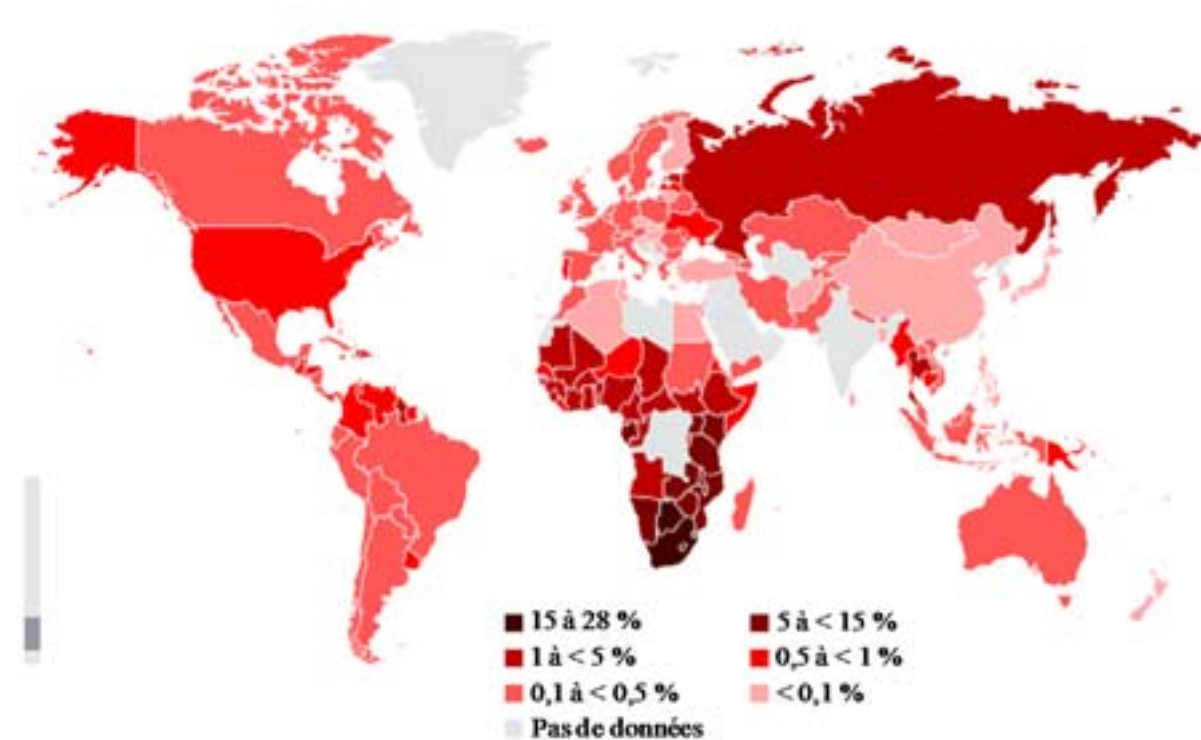 15 à 28 %
5 à < 15 %
1 à < 5 %
0,5 à < 1 %
0,1 à < 0,5 %
< 0,1 %
Pas de données